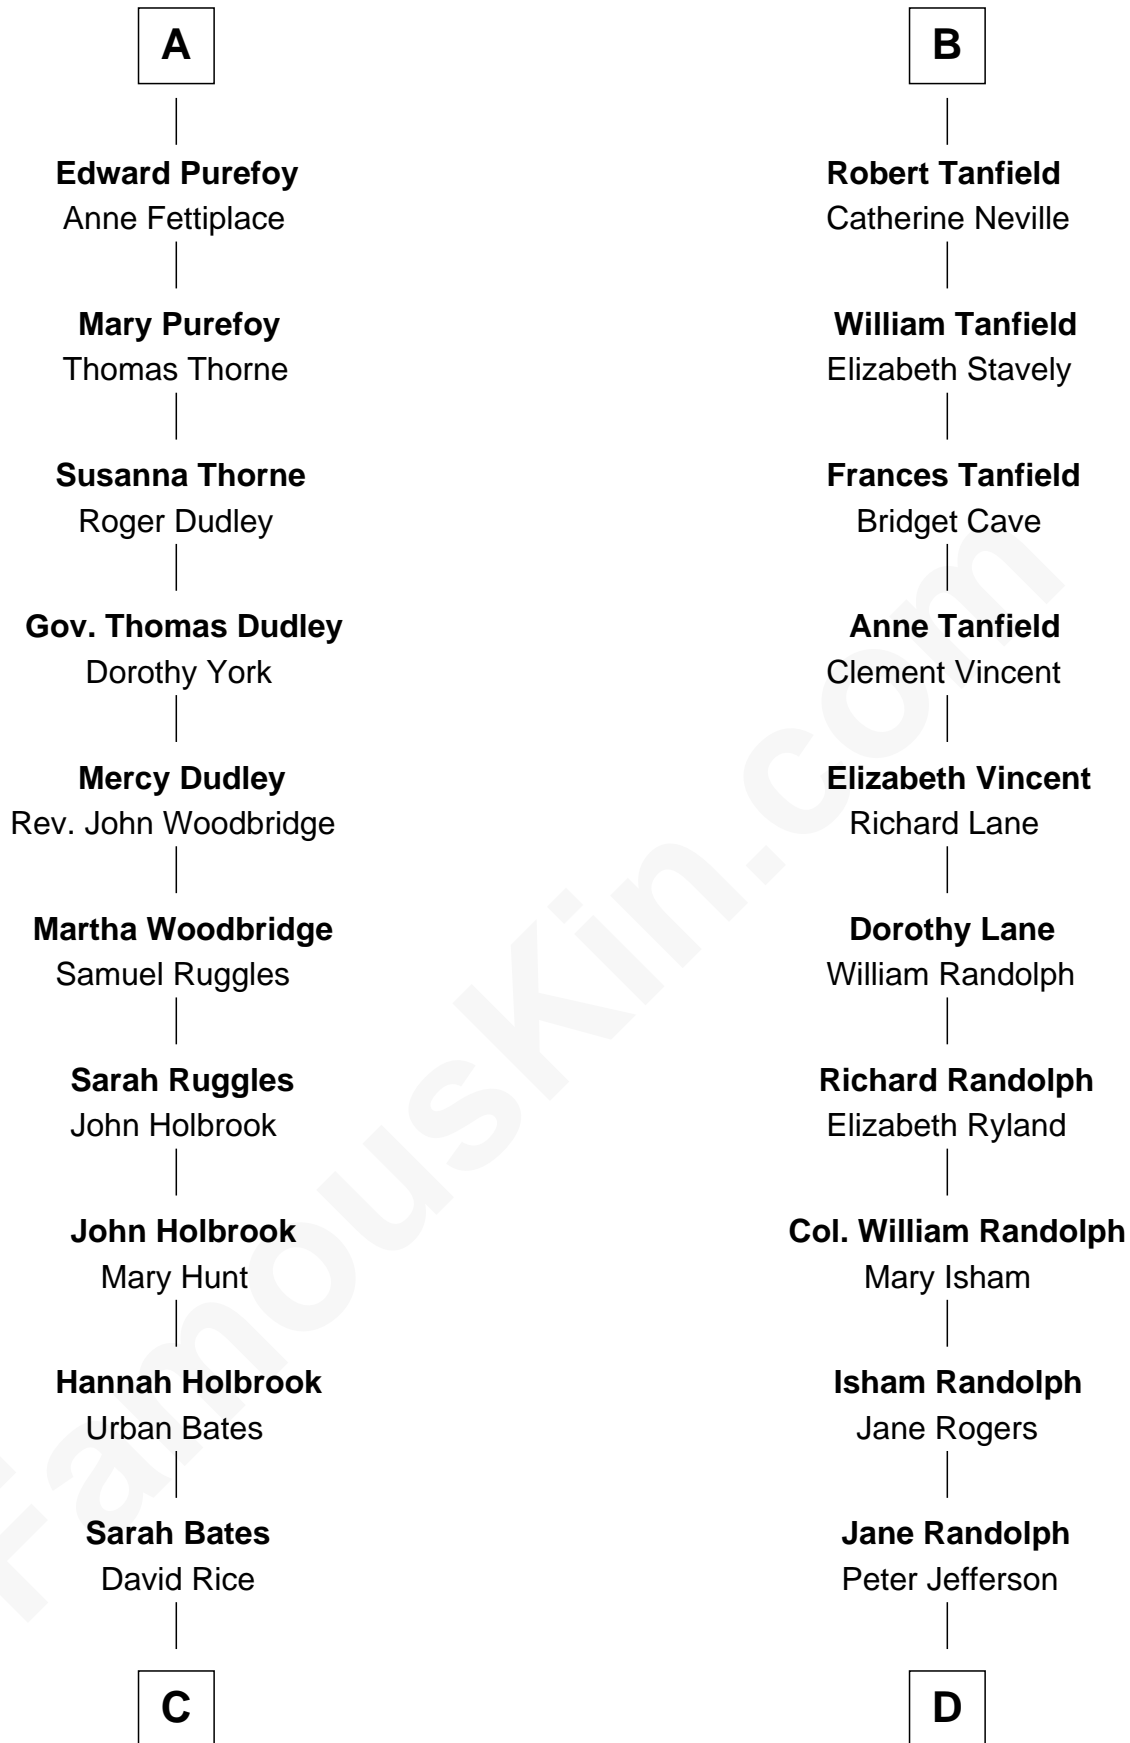 A
Edward Purefoy
Anne Fettiplace
Mary Purefoy
Thomas Thorne
Susanna Thorne
Roger Dudley
Gov. Thomas Dudley
Dorothy York
Mercy Dudley
Rev. John Woodbridge
Martha Woodbridge
Samuel Ruggles
Sarah Ruggles
John Holbrook
John Holbrook
Mary Hunt
Hannah Holbrook
Urban Bates
Sarah Bates
David Rice
C
B
Robert Tanfield
Catherine Neville
William Tanfield
Elizabeth Stavely
Frances Tanfield
Bridget Cave
Anne Tanfield
Clement Vincent
Elizabeth Vincent
Richard Lane
Dorothy Lane
William Randolph
Richard Randolph
Elizabeth Ryland
Col. William Randolph
Mary Isham
Isham Randolph
Jane Rogers
Jane Randolph
Peter Jefferson
D
FamousKin.com